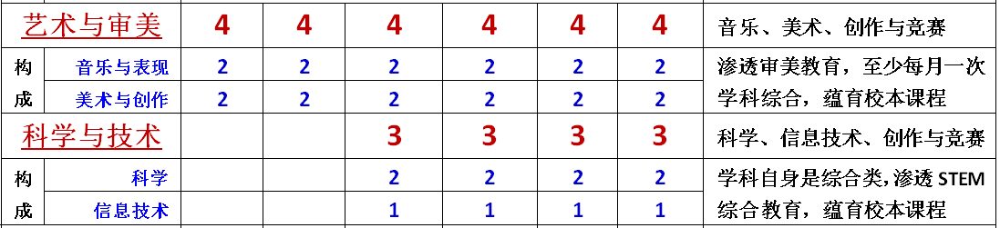 艺术与审美 4 4 4 4 4 4 音乐、美术、创作与竞赛
构成 音乐与表现 2 2 2 2 2 2 渗透审美教育，至少每月一次
美术与创作 2 2 2 2 2 2 学科综合，蕴育校本课程
科学与技术 3 3 3 3 科学、信息技术、创作与竞赛
构成 科学 2 2 2 2 学科自身是综合类，渗透STEM
信息技术 1 1 1 1 综合教育，蕴育校本课程